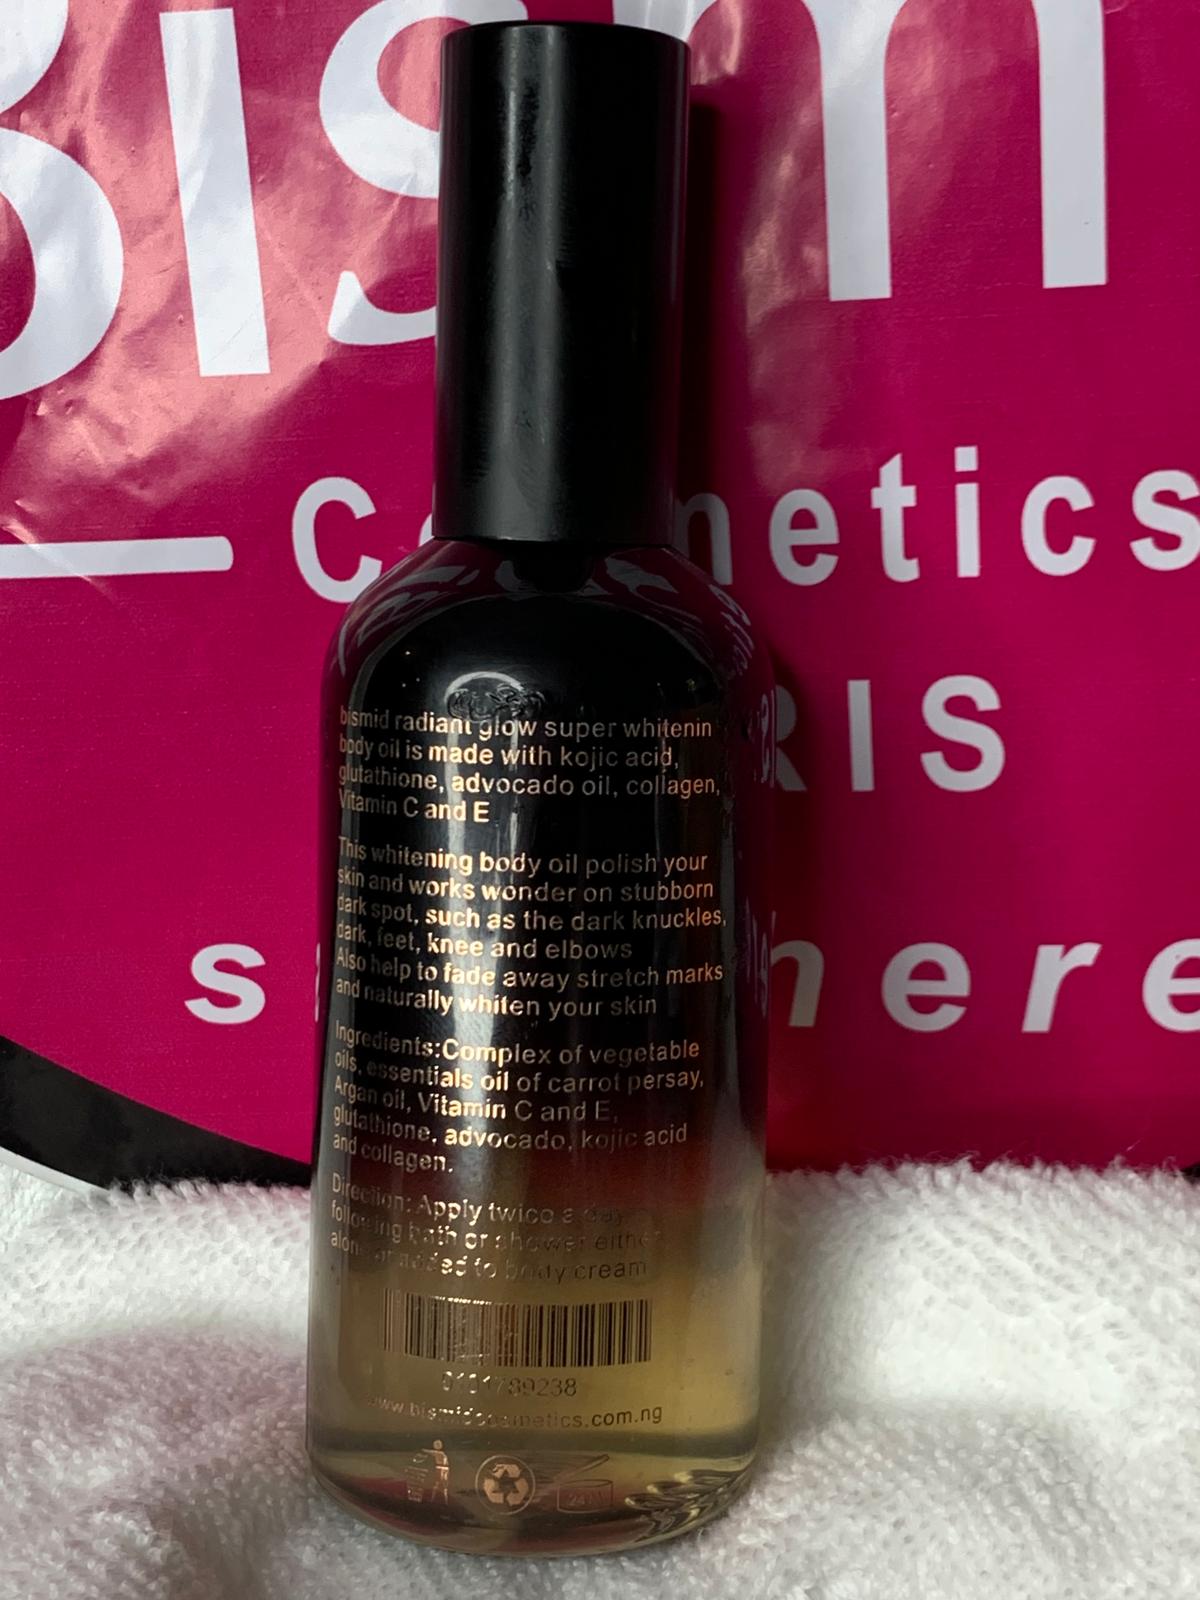 Bism
cosmetics
RIS
here
bismid radiant glow super whitenin
body oil is made with kojic acid,
glutathione, advocado oil, collagen,
Vitamin C and E
This whitening body oil polish your
skin and works wonder on stubborn
dark spot, such as the dark knuckles,
dark, feet, knee and elbows
Also help to fade away stretch marks
and naturally whiten your skin
Ingredients:Complex of vegetable
oils, essentials oil of carrot persay,
Argan oil, Vitamin C and E,
glutathione, advocado, kojic acid
and collagen.
Direction: Apply twice a day
following bath or shower either
alone or added to body cream
0101789238
www.bismidcosmetics.com.ng
24M